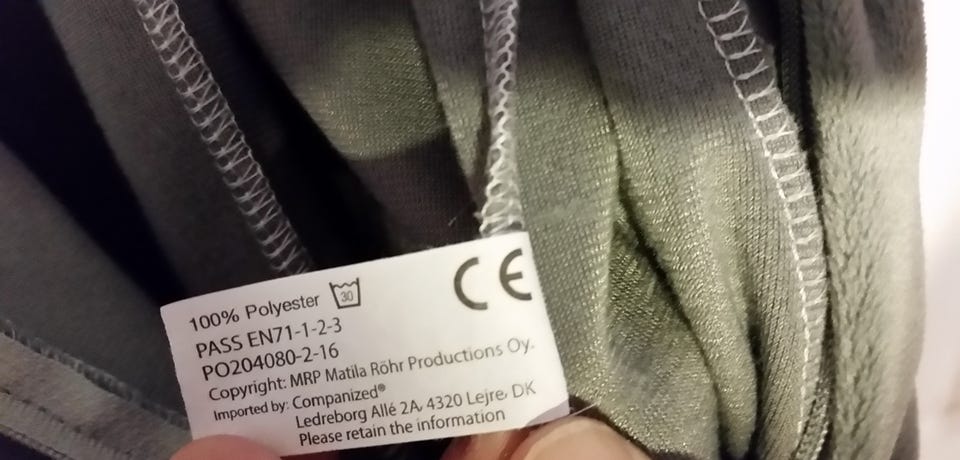 100% Polyester 30 CE
PASS EN71-1-2-3
PO204080-2-16
Copyright: MRP Matila Röhr Productions Oy.
Imported by: Companized®
Ledreborg Allé 2A, 4320 Lejre, DK
Please retain the information